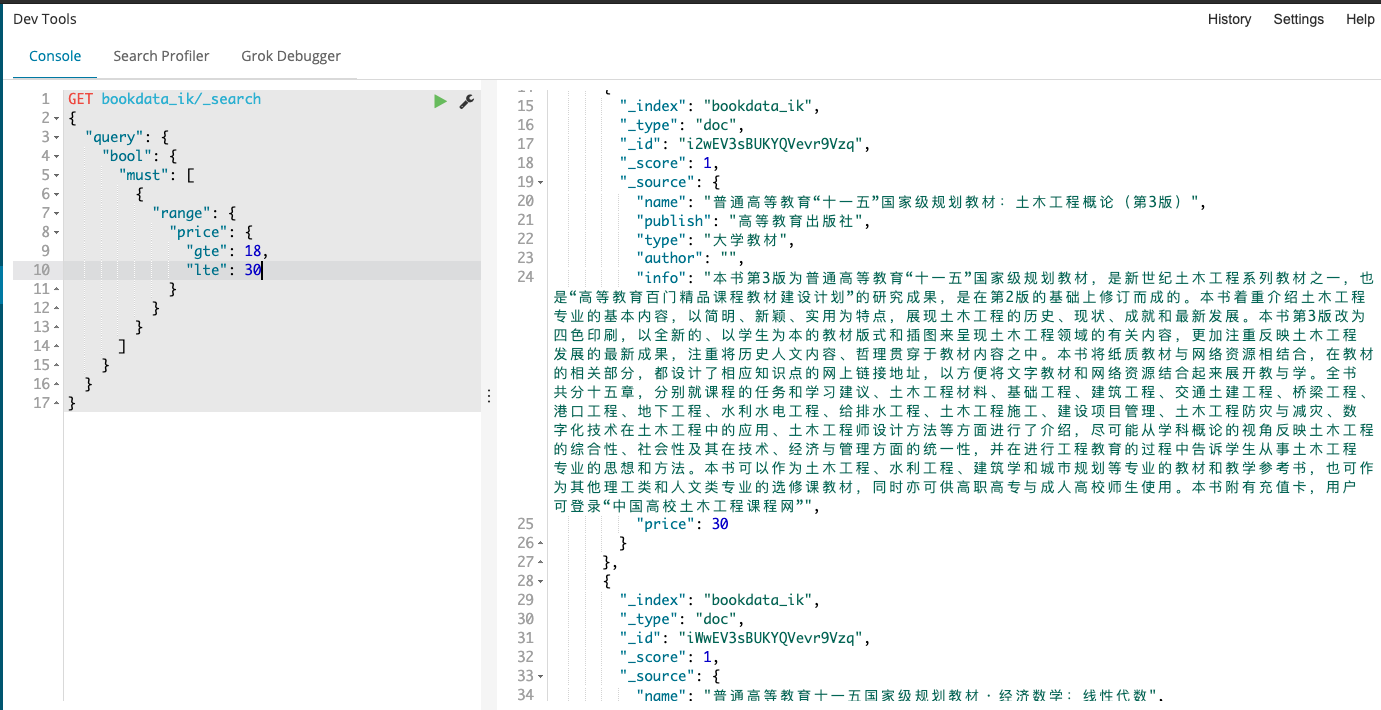 Dev Tools
History Settings Help
Console Search Profiler Grok Debugger
1 GET bookdata_ik/_search
2 {
3 "query": {
4 "bool": {
5 "must": [
6 {
7 "range": {
8 "price": {
9 "gte": 18,
10 "lte": 30
11 }
12 }
13 }
14 ]
15 }
16 }
17 }
15 "_index": "bookdata_ik",
16 "_type": "doc",
17 "_id": "i2wEV3sBUKYQVevr9Vzq",
18 "_score": 1,
19 "_source": {
20 "name": "普通高等教育“十一五”国家级规划教材：土木工程概论（第3版）",
21 "publish": "高等教育出版社",
22 "type": "大学教材",
23 "author": "",
24 "info": "本书第3版为普通高等教育“十一五”国家级规划教材，是新世纪土木工程系列教材之一，也
是“高等教育百门精品课程教材建设计划”的研究成果，是在第2版的基础上修订而成的。本书着重介绍土木工程
专业的基本内容，以简明、新颖、实用为特点，展现土木工程的历史、现状、成就和最新发展。本书第3版改为
四色印刷，以全新的、以学生为本的教材版式和插图来呈现土木工程领域的有关内容，更加注重反映土木工程
发展的最新成果，注重将历史人文内容、哲理贯穿于教材内容之中。本书将纸质教材与网络资源相结合，在教材
的相关部分，都设计了相应知识点的网上链接地址，以方便将文字教材和网络资源结合起来展开教与学。全书
共分十五章，分别就课程的任务和学习建议、土木工程材料、基础工程、建筑工程、交通土建工程、桥梁工程、
港口工程、地下工程、水利水电工程、给排水工程、土木工程施工、建设项目管理、土木工程防灾与减灾、数
字化技术在土木工程中的应用、土木工程师设计方法等方面进行了介绍，尽可能从学科概论的视角反映土木工程
的综合性、社会性及其在技术、经济与管理方面的统一性，并在进行工程教育的过程中告诉学生从事土木工程
专业的思想和方法。本书可以作为土木工程、水利工程、建筑学和城市规划等专业的教材和教学参考书，也可作
为其他理工类和人文类专业的选修课教材，同时亦可供高职高专与成人高校师生使用。本书附有充值卡，用户
可登录“中国高校土木工程课程网”",
25 "price": 30
26 }
27 },
28 {
29 "_index": "bookdata_ik",
30 "_type": "doc",
31 "_id": "iWwEV3sBUKYQVevr9Vzq",
32 "_score": 1,
33 "_source": {
34 "name": "普通高等教育十一五国家级规划教材·经济数学：线性代数",